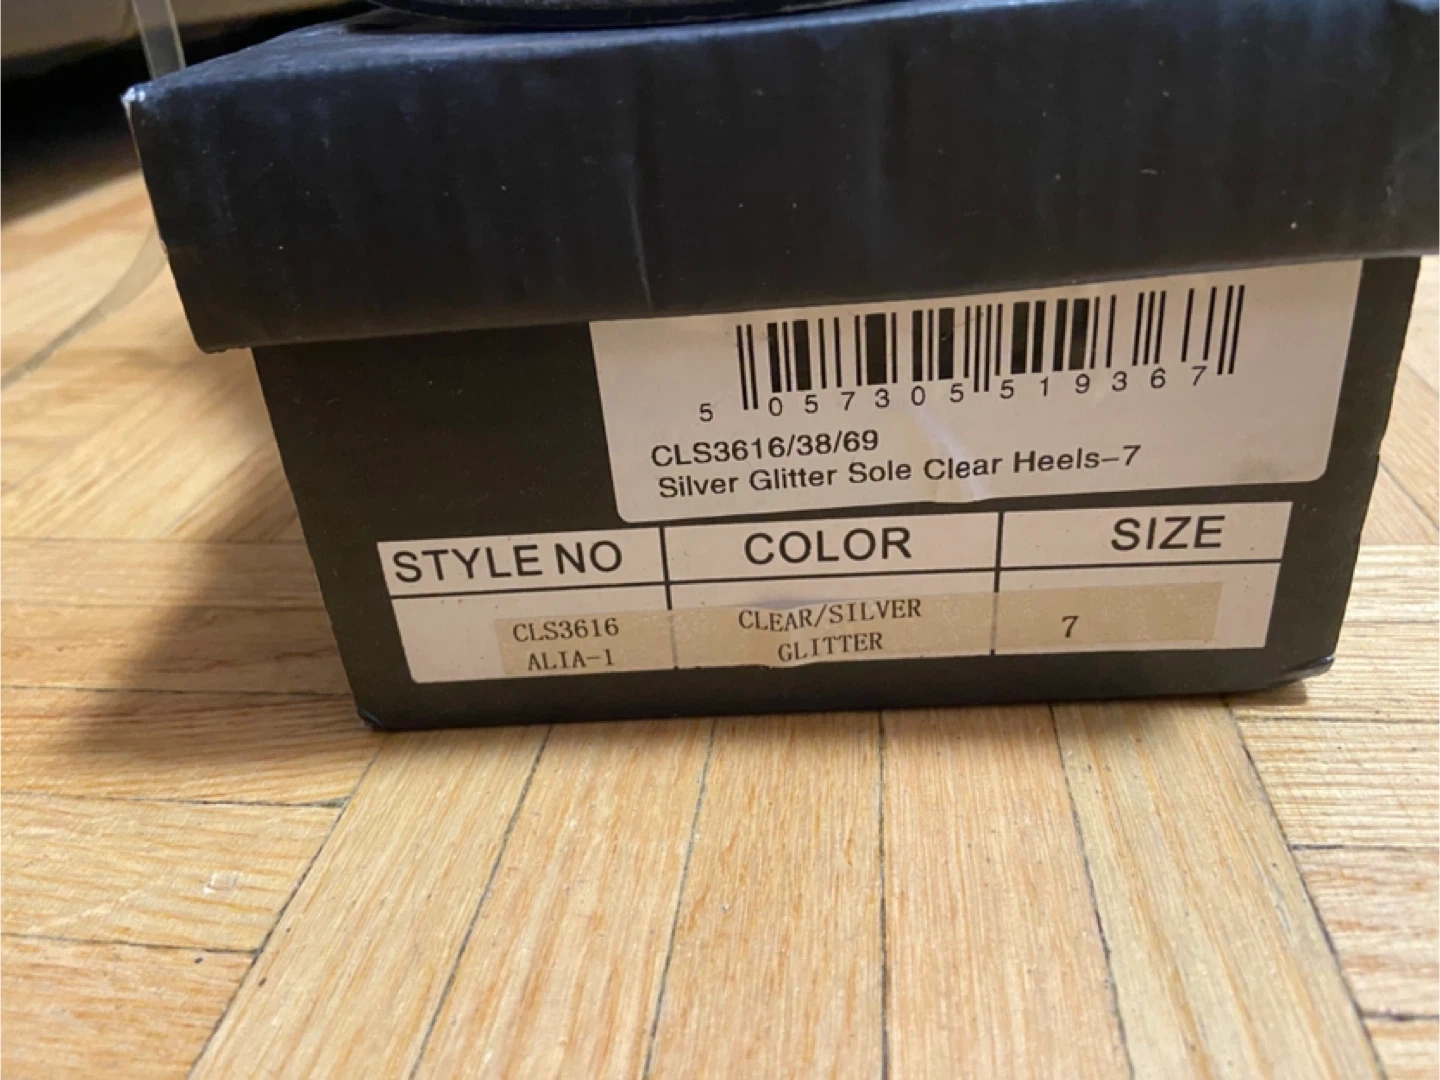 5 057305 519367
CLS3616/38/69
Silver Glitter Sole Clear Heels-7
STYLE NO COLOR SIZE
CLS3616 CLEAR/SILVER 7
ALIA-1 GLITTER